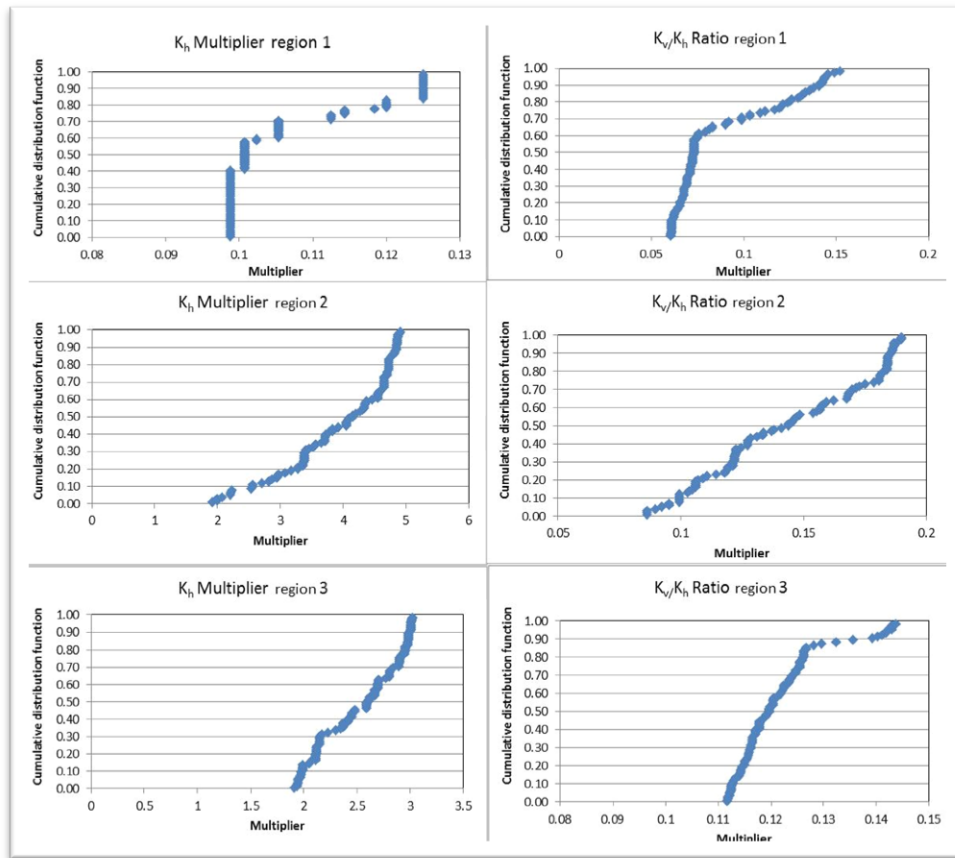 Kh Multiplier region 1
Cumulative distribution function
1.00
0.90
0.80
0.70
0.60
0.50
0.40
0.30
0.20
0.10
0.00
0.08 0.09 0.1 0.11 0.12 0.13
Multiplier
Kv/Kh Ratio region 1
Cumulative distribution function
1.00
0.90
0.80
0.70
0.60
0.50
0.40
0.30
0.20
0.10
0.00
0 0.05 0.1 0.15 0.2
Multiplier
Kh Multiplier region 2
Cumulative distribution function
1.00
0.90
0.80
0.70
0.60
0.50
0.40
0.30
0.20
0.10
0.00
0 1 2 3 4 5 6
Multiplier
Kv/Kh Ratio region 2
Cumulative distribution function
1.00
0.90
0.80
0.70
0.60
0.50
0.40
0.30
0.20
0.10
0.00
0.05 0.1 0.15 0.2
Multiplier
Kh Multiplier region 3
Cumulative distribution function
1.00
0.90
0.80
0.70
0.60
0.50
0.40
0.30
0.20
0.10
0.00
0 0.5 1 1.5 2 2.5 3 3.5
Multiplier
Kv/Kh Ratio region 3
Cumulative distribution function
1.00
0.90
0.80
0.70
0.60
0.50
0.40
0.30
0.20
0.10
0.00
0.08 0.09 0.1 0.11 0.12 0.13 0.14 0.15
Multiplier